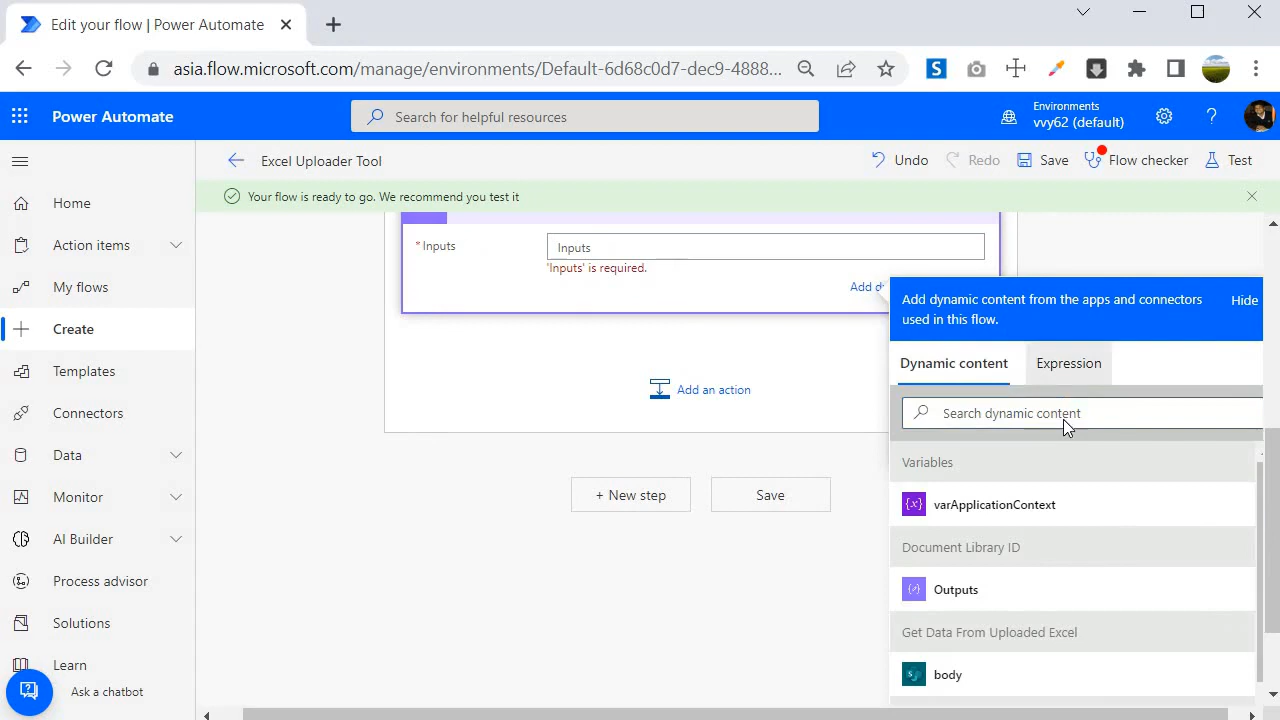 Edit your flow | Power Automate
asia.flow.microsoft.com/manage/environments/Default-6d68c0d7-dec9-4888...
S
Power Automate
Search for helpful resources
Environments
vvy62 (default)
?
Excel Uploader Tool
Undo
Redo
Save
Flow checker
Test
Your flow is ready to go. We recommend you test it
Home
Action items
My flows
Create
Templates
Connectors
Data
Monitor
AI Builder
Process advisor
Solutions
Learn
Ask a chatbot
* Inputs
Inputs
'Inputs' is required.
Add d
Add an action
+ New step
Save
Add dynamic content from the apps and connectors
used in this flow.
Hide
Dynamic content
Expression
Search dynamic content
Variables
{x}
varApplicationContext
Document Library ID
Outputs
Get Data From Uploaded Excel
body